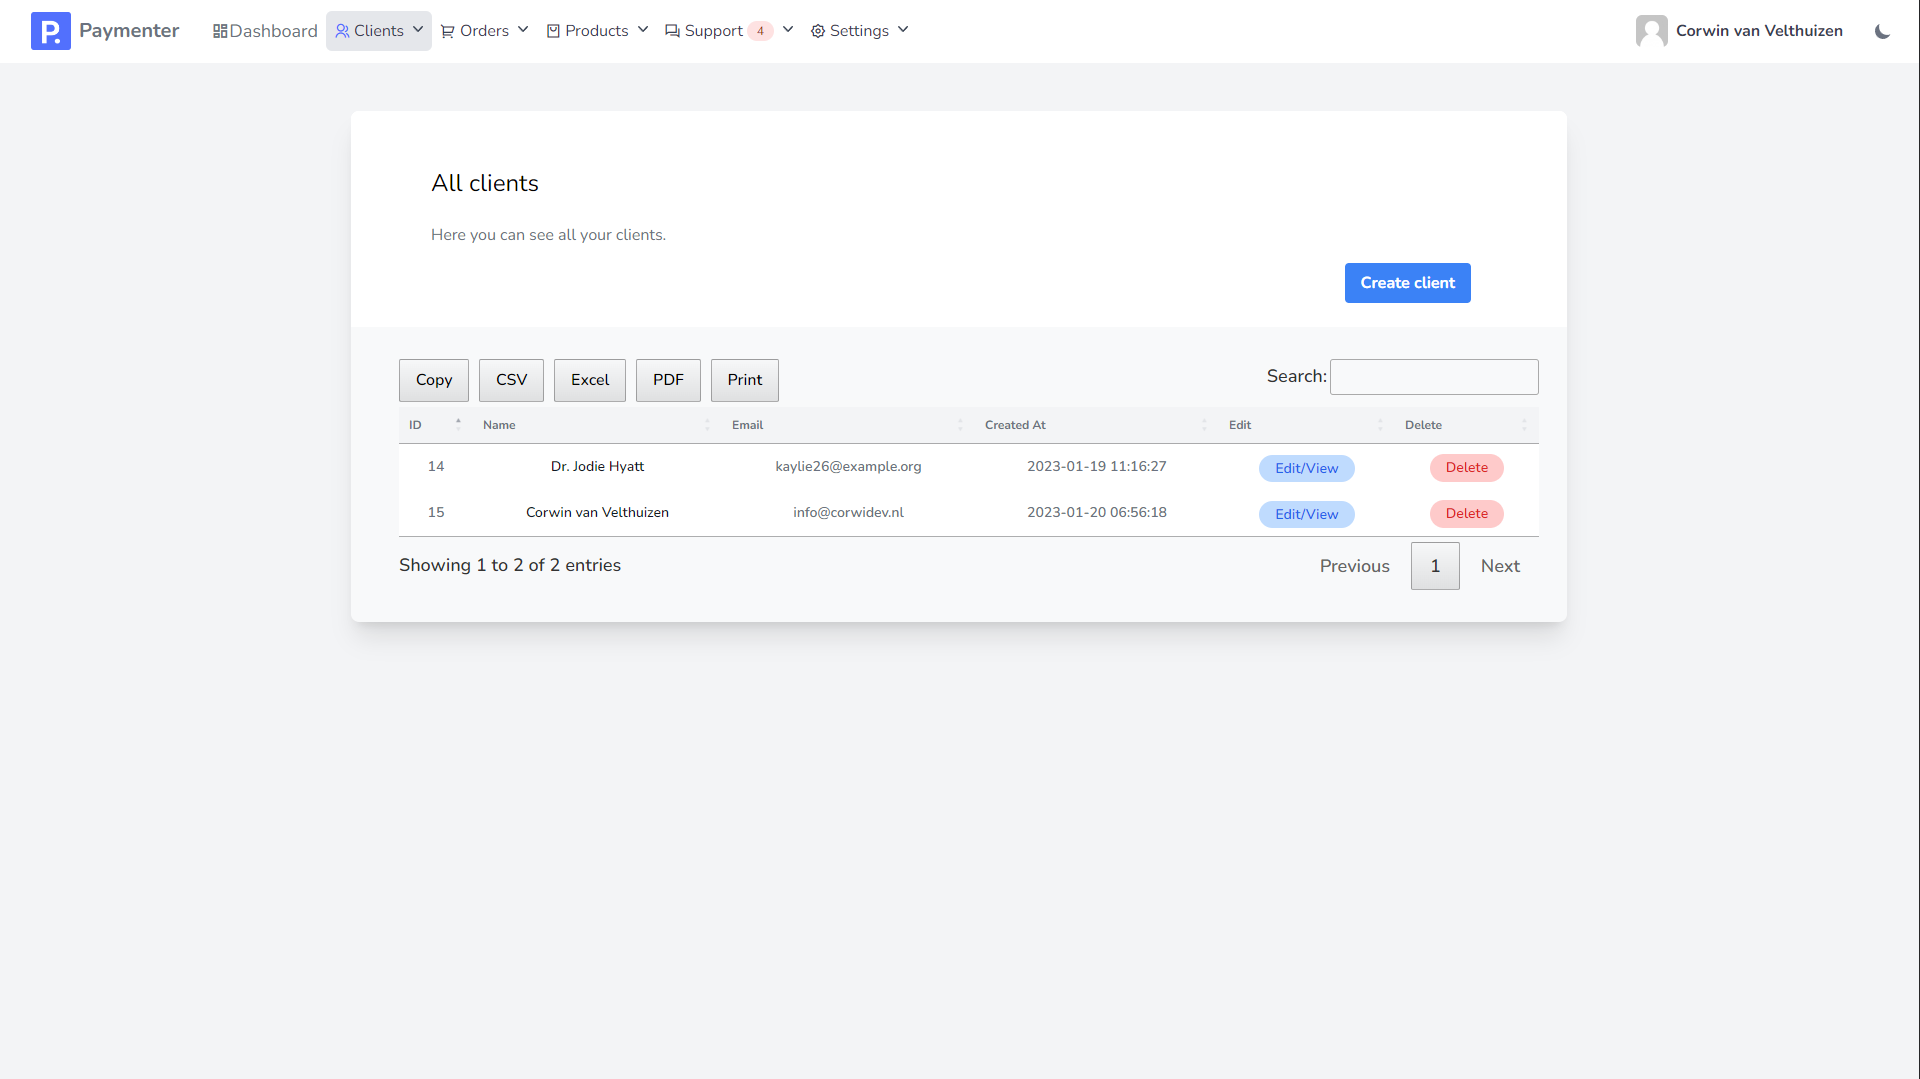 P. Paymenter Dashboard Clients Orders Products Support 4 Settings Corwin van Velthuizen
All clients
Here you can see all your clients.
Create client
Copy CSV Excel PDF Print Search:
ID Name Email Created At Edit Delete
14 Dr. Jodie Hyatt kaylie26@example.org 2023-01-19 11:16:27 Edit/View Delete
15 Corwin van Velthuizen info@corwidev.nl 2023-01-20 06:56:18 Edit/View Delete
Showing 1 to 2 of 2 entries Previous 1 Next